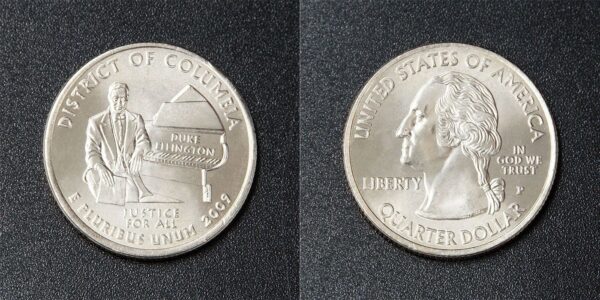 DISTRICT OF COLUMBIA
DUKE
ELLINGTON
JUSTICE
FOR ALL
E PLURIBUS UNUM 2009
UNITED STATES OF AMERICA
IN
GOD WE
TRUST
LIBERTY
P
QUARTER DOLLAR